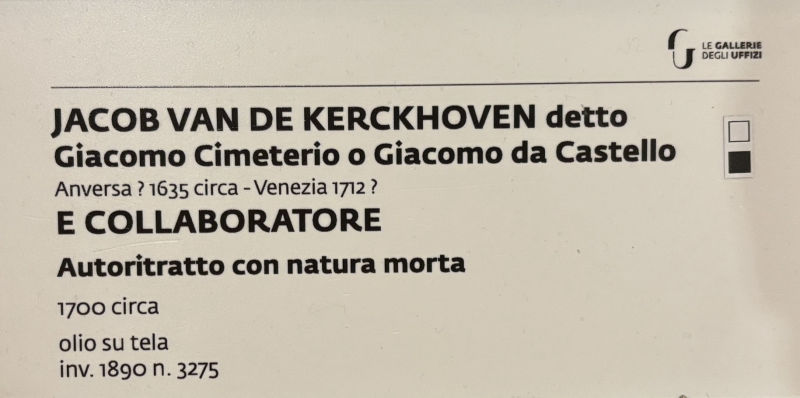 LE GALLERIE
DEGLI UFFIZI
JACOB VAN DE KERCKHOVEN detto
Giacomo Cimeterio o Giacomo da Castello
Anversa ? 1635 circa - Venezia 1712 ?
E COLLABORATORE
Autoritratto con natura morta
1700 circa
olio su tela
inv. 1890 n. 3275